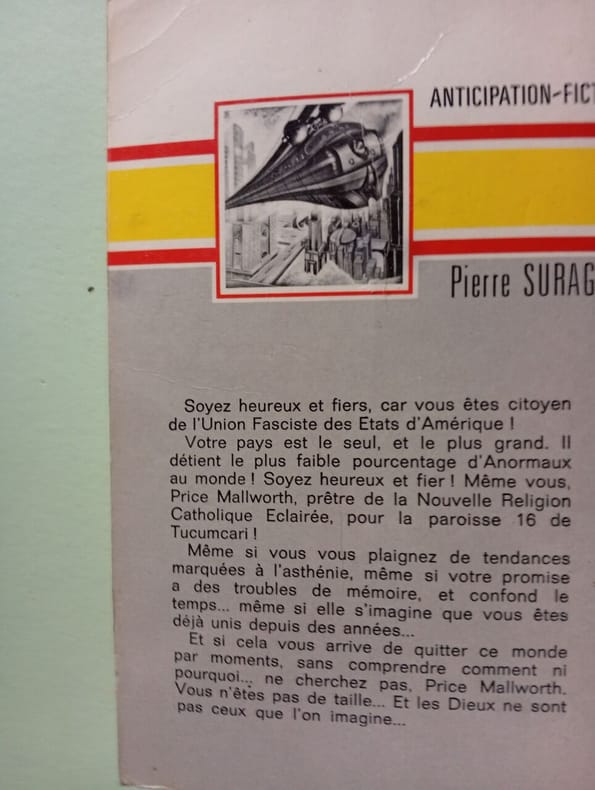 ANTICIPATION-FICT
Pierre SURAG
Soyez heureux et fiers, car vous êtes citoyen
de l'Union Fasciste des Etats d'Amérique !
Votre pays est le seul, et le plus grand. Il
détient le plus faible pourcentage d'Anormaux
au monde ! Soyez heureux et fier ! Même vous,
Price Mallworth, prêtre de la Nouvelle Religion
Catholique Eclairée, pour la paroisse 16 de
Tucumcari !
Même si vous vous plaignez de tendances
marquées à l'asthénie, même si votre promise
a des troubles de mémoire, et confond le
temps... même si elle s'imagine que vous êtes
déjà unis depuis des années...
Et si cela vous arrive de quitter ce monde
par moments, sans comprendre comment ni
pourquoi... ne cherchez pas, Price Mallworth.
Vous n'êtes pas de taille... Et les Dieux ne sont
pas ceux que l'on imagine...